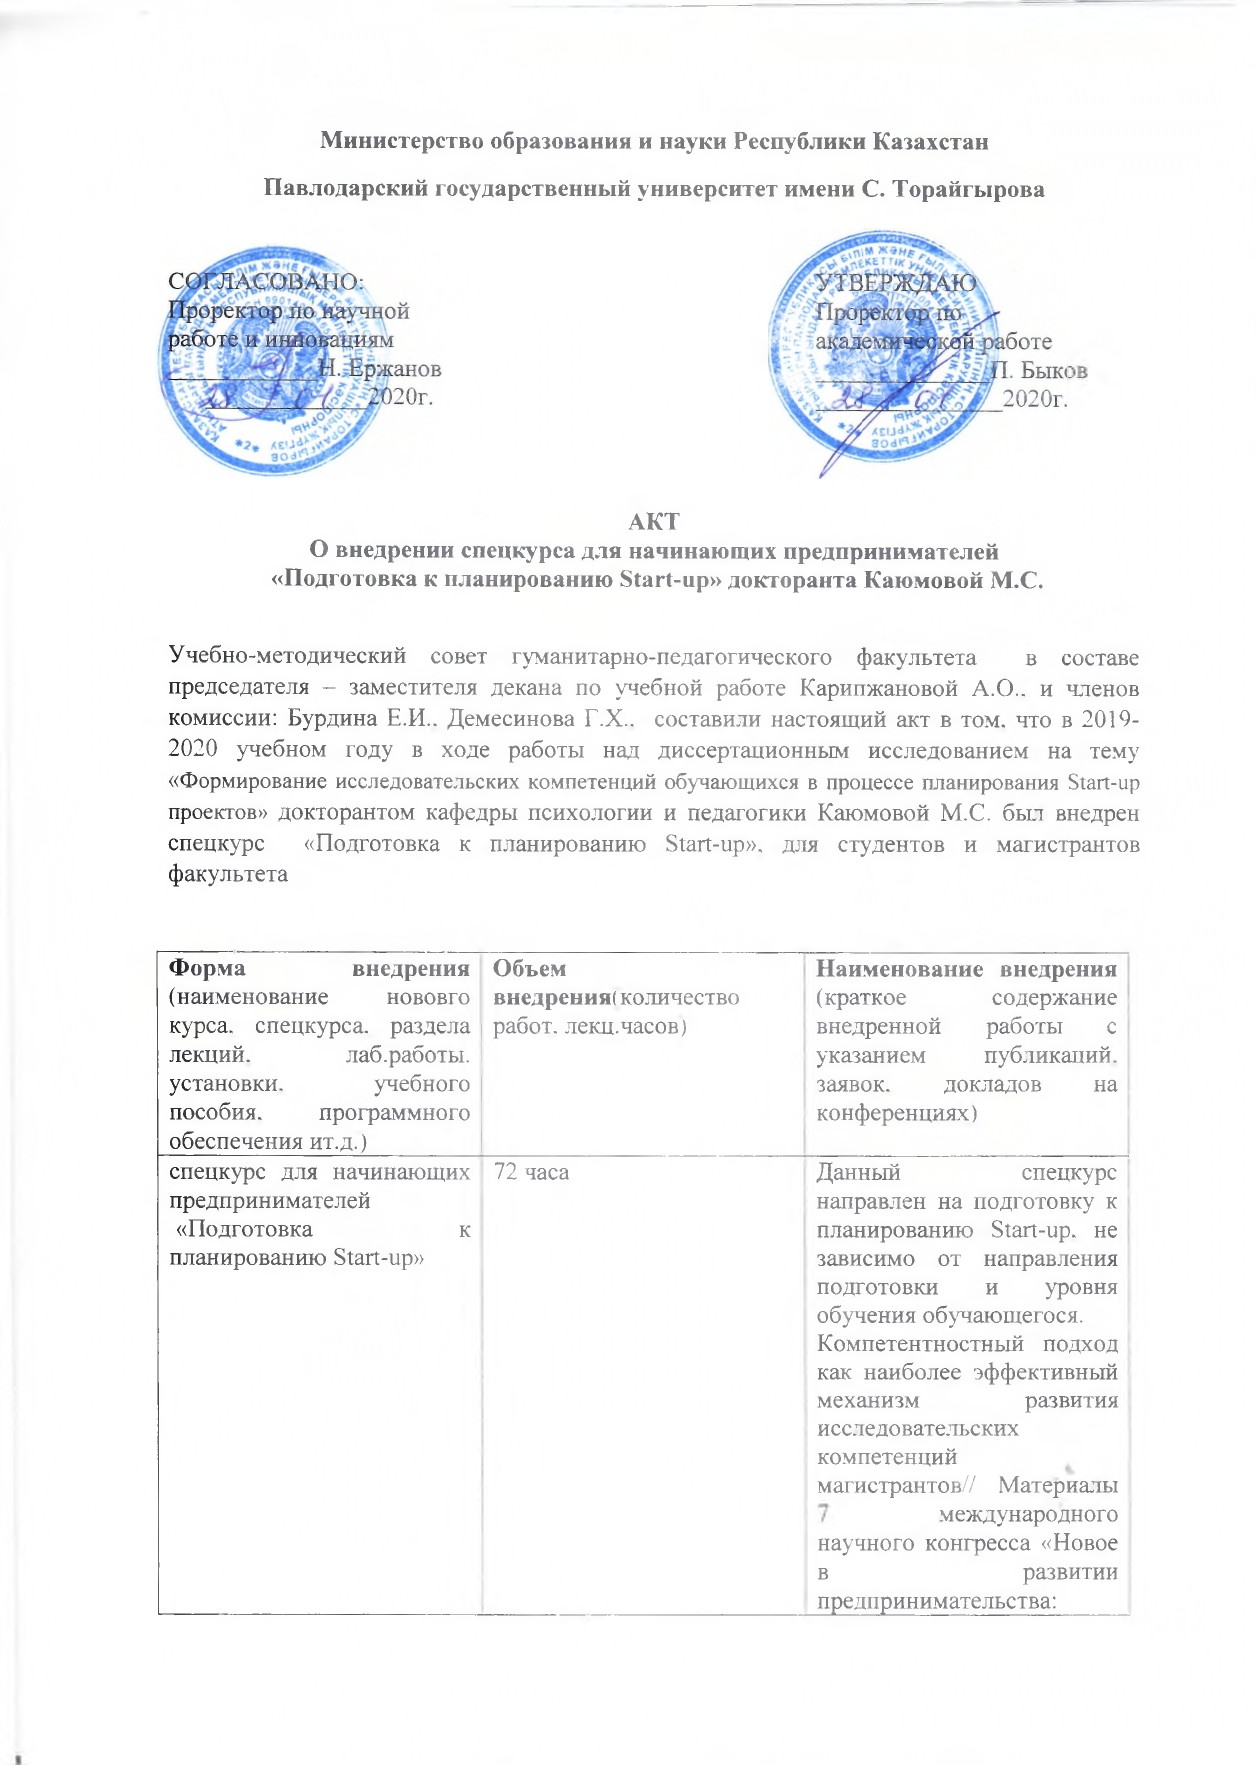 Министерство образования и науки Республики Казахстан
Павлодарский государственный университет имени С. Торайгырова
СОГЛАСОВАНО:
Проректор по научной
работе и инновациям
Н. Ержанов
28 01 2020г.
УТВЕРЖДАЮ
Проректор по
академической работе
П. Быков
28 01 2020г.
АКТ
О внедрении спецкурса для начинающих предпринимателей
«Подготовка к планированию Start-up» докторанта Каюмовой М.С.
Учебно-методический совет гуманитарно-педагогического факультета в составе
председателя – заместителя декана по учебной работе Карипжановой А.О., и членов
комиссии: Бурдина Е.И., Демесинова Г.Х., составили настоящий акт в том, что в 2019-
2020 учебном году в ходе работы над диссертационным исследованием на тему
«Формирование исследовательских компетенций обучающихся в процессе планирования Start-up
проектов» докторантом кафедры психологии и педагогики Каюмовой М.С. был внедрен
спецкурс «Подготовка к планированию Start-up», для студентов и магистрантов
факультета
Форма внедрения
(наименование нововго
курса, спецкурса, раздела
лекций, лаб.работы,
установки, учебного
пособия, программного
обеспечения ит.д.)
Объем
внедрения(количество
работ, лекц.часов)
Наименование внедрения
(краткое содержание
внедренной работы с
указанием публикаций,
заявок, докладов на
конференциях)
спецкурс для начинающих
предпринимателей
«Подготовка к
планированию Start-up»
72 часа
Данный спецкурс
направлен на подготовку к
планированию Start-up, не
зависимо от направления
подготовки и уровня
обучения обучающегося.
Компетентностный подход
как наиболее эффективный
механизм развития
исследовательских
компетенций
магистрантов// Материалы
7 международного
научного конгресса «Новое
в развитии
предпринимательства: